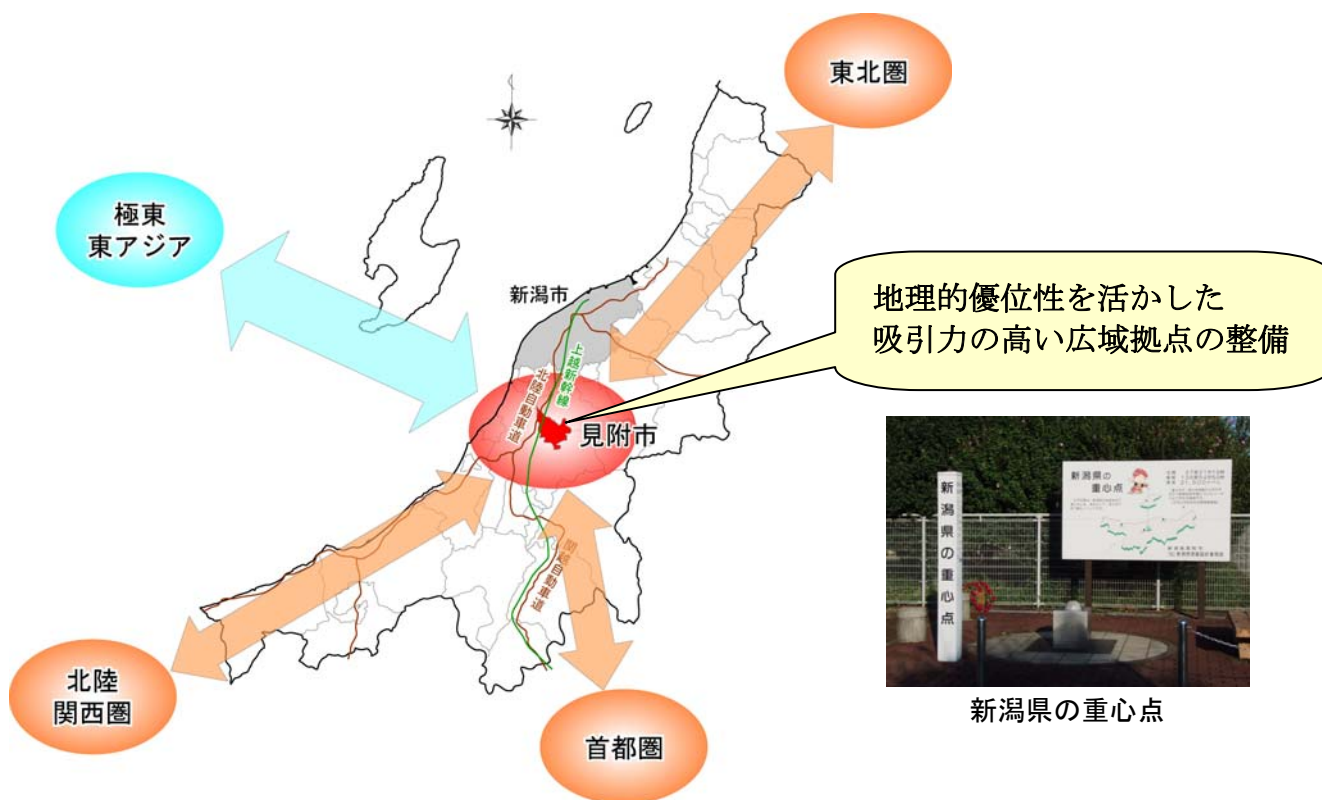 東北圏
極東
東アジア
新潟市
地理的優位性を活かした
吸引力の高い広域拠点の整備
上越新幹線
北陸自動車道
見附市
新潟県の
重心点
新潟県の重心点
関越自動車道
北陸
関西圏
首都圏
新潟県の重心点